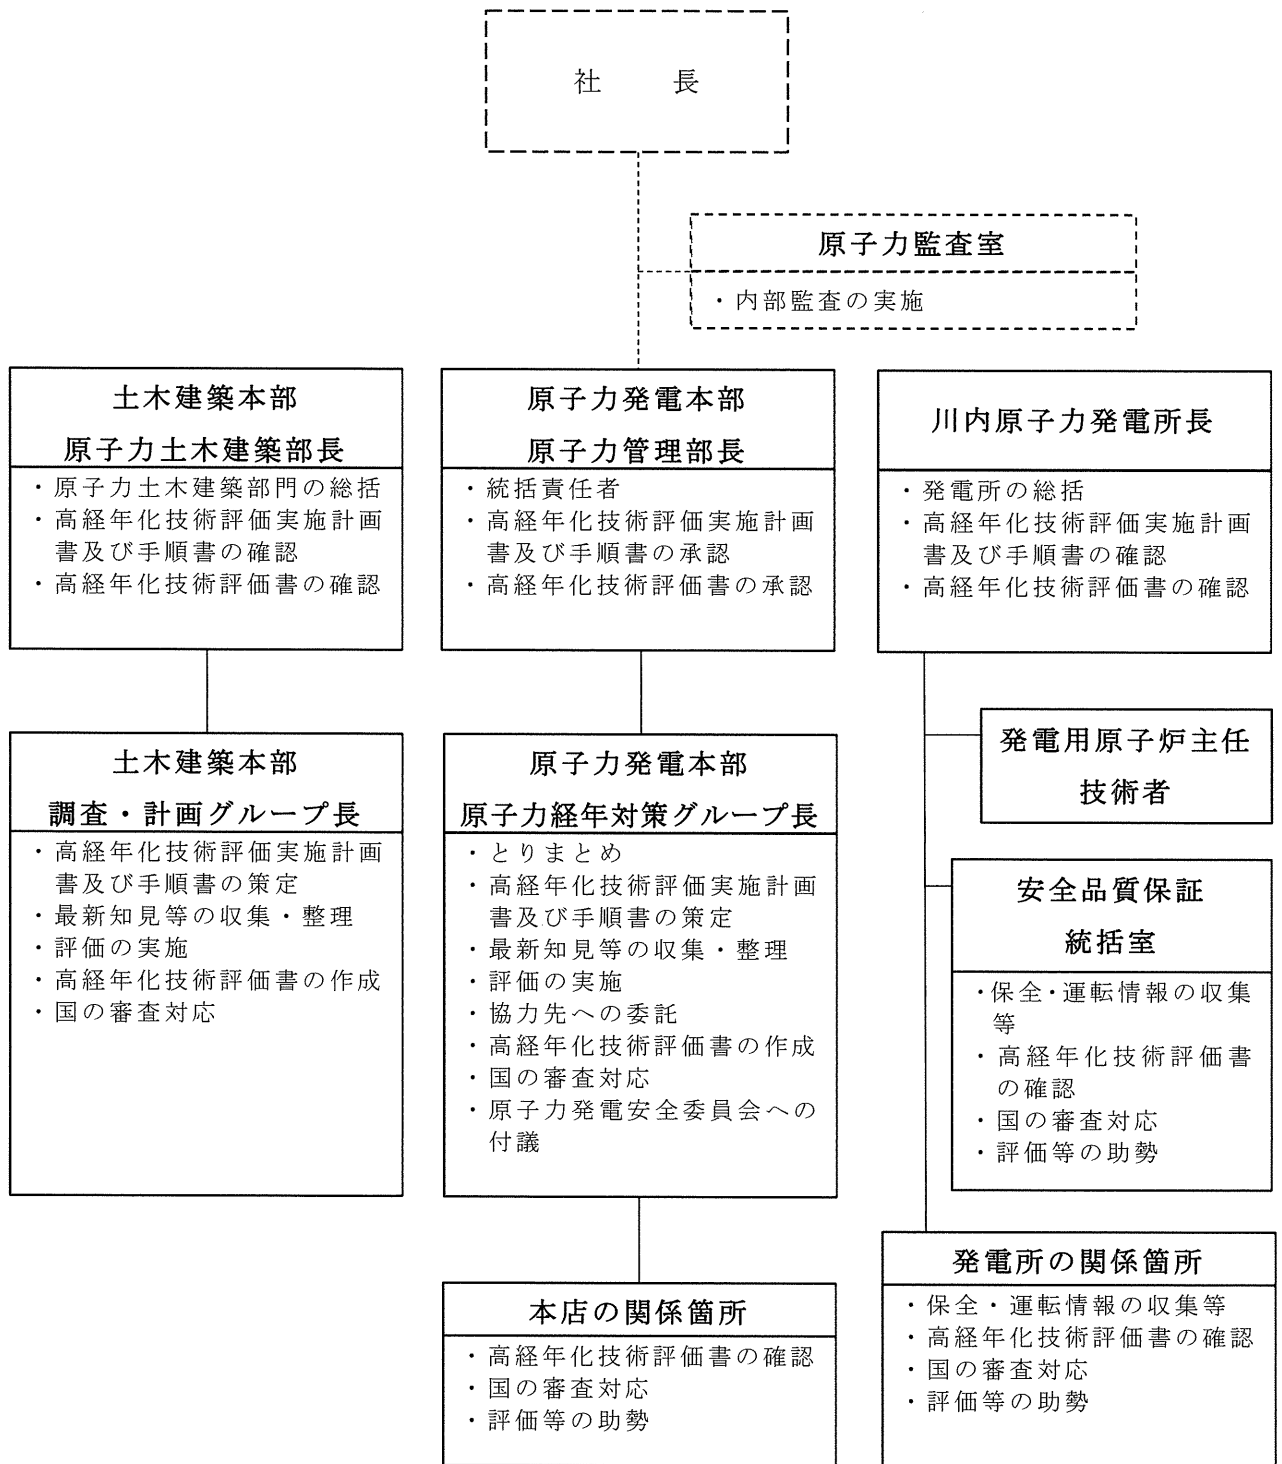 社　長
原子力監査室
・内部監査の実施
土木建築本部
原子力土木建築部長
・原子力土木建築部門の総括
・高経年化技術評価実施計画
書及び手順書の確認
・高経年化技術評価書の確認
原子力発電本部
原子力管理部長
・統括責任者
・高経年化技術評価実施計画
書及び手順書の承認
・高経年化技術評価書の承認
川内原子力発電所長
・発電所の総括
・高経年化技術評価実施計画
書及び手順書の確認
・高経年化技術評価書の確認
土木建築本部
調査・計画グループ長
・高経年化技術評価実施計画
書及び手順書の策定
・最新知見等の収集・整理
・評価の実施
・高経年化技術評価書の作成
・国の審査対応
原子力発電本部
原子力経年対策グループ長
・とりまとめ
・高経年化技術評価実施計画
書及び手順書の策定
・最新知見等の収集・整理
・評価の実施
・協力先への委託
・高経年化技術評価書の作成
・国の審査対応
・原子力発電安全委員会への
付議
発電用原子炉主任
技術者
安全品質保証
統括室
・保全・運転情報の収集
等
・高経年化技術評価書
の確認
・国の審査対応
・評価等の助勢
本店の関係箇所
・高経年化技術評価書の確認
・国の審査対応
・評価等の助勢
発電所の関係箇所
・保全・運転情報の収集等
・高経年化技術評価書の確認
・国の審査対応
・評価等の助勢